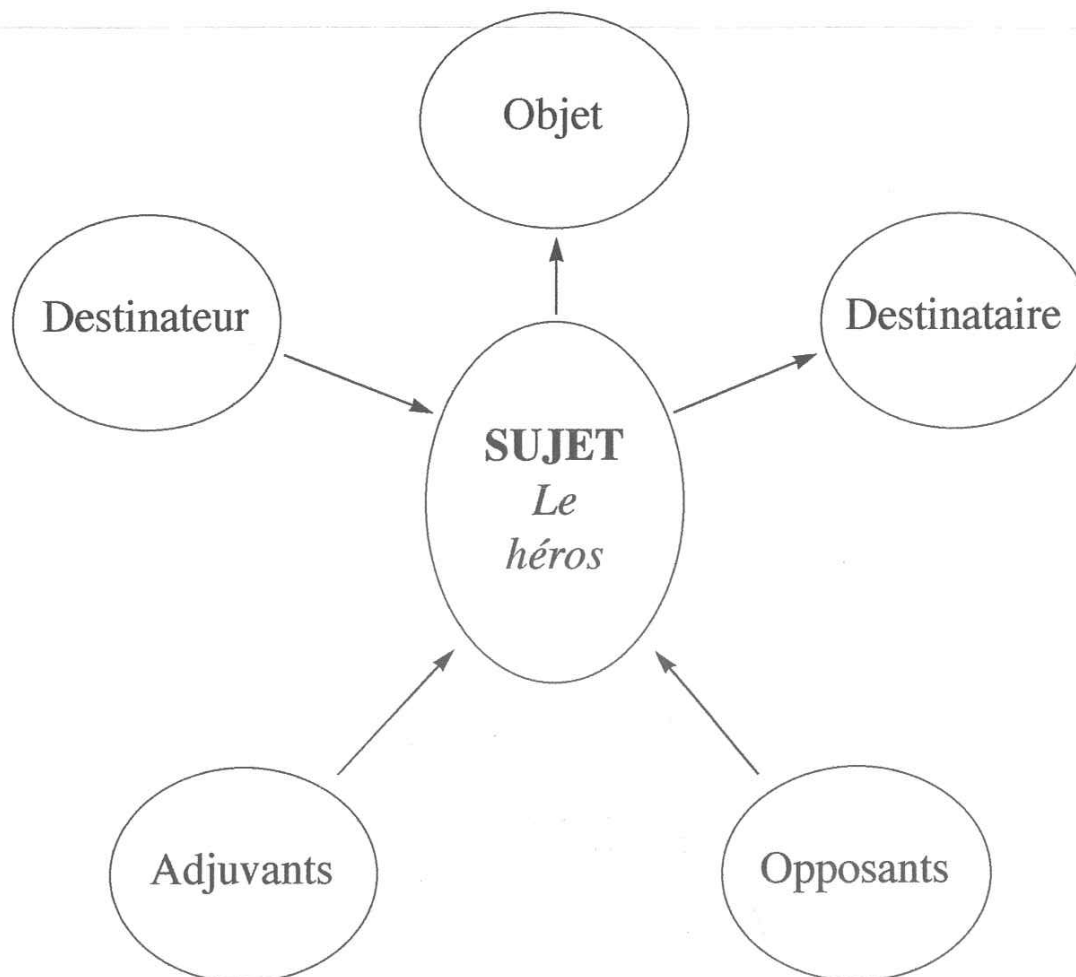 Objet
Destinateur
Destinataire
SUJET
Le
héros
Adjuvants
Opposants